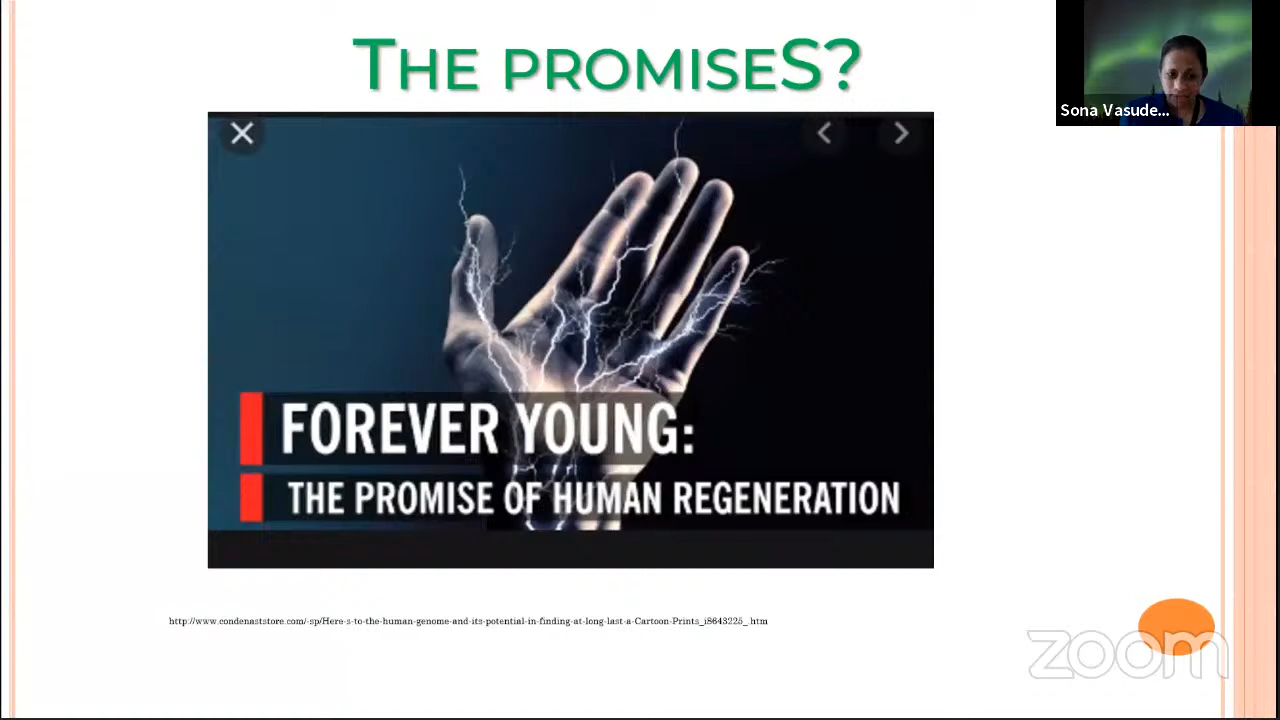 THE PROMISES?
Sona Vasude...
FOREVER YOUNG:
THE PROMISE OF HUMAN REGENERATION
http://www.condenaststore.com/-sp/Here-s-to-the-human-genome-and-its-potential-in-finding-at-long-last-a-Cartoon-Prints_i8643225_.htm
zoom